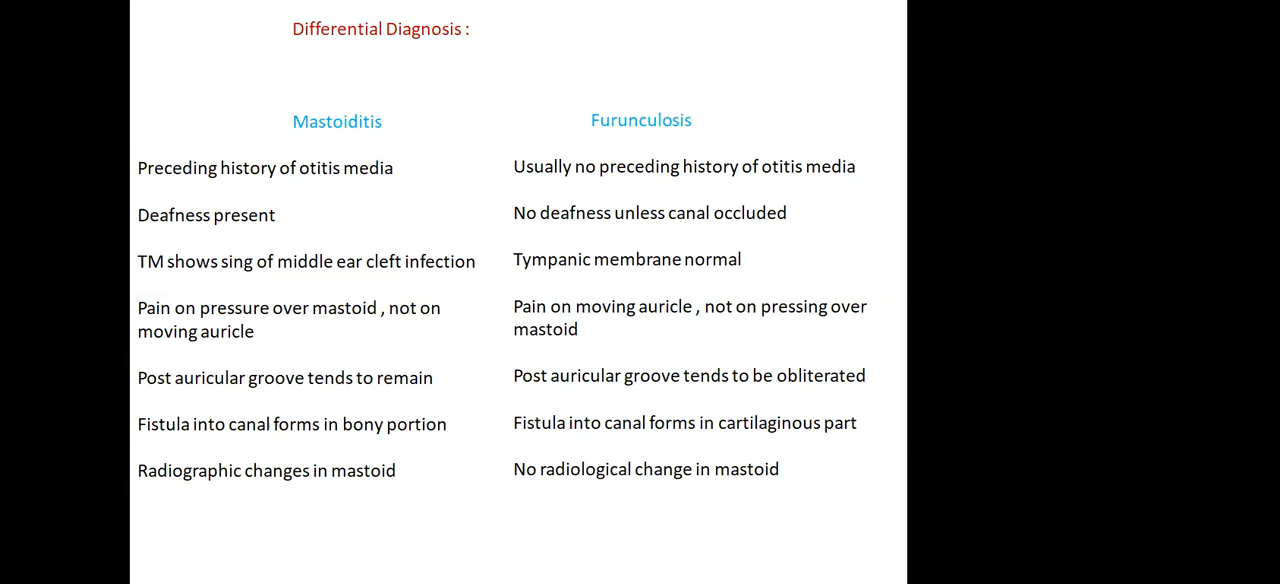 Differential Diagnosis :
Mastoiditis
Furunculosis
Preceding history of otitis media
Usually no preceding history of otitis media
Deafness present
No deafness unless canal occluded
TM shows sing of middle ear cleft infection
Tympanic membrane normal
Pain on pressure over mastoid , not on
moving auricle
Pain on moving auricle , not on pressing over
mastoid
Post auricular groove tends to remain
Post auricular groove tends to be obliterated
Fistula into canal forms in bony portion
Fistula into canal forms in cartilaginous part
Radiographic changes in mastoid
No radiological change in mastoid